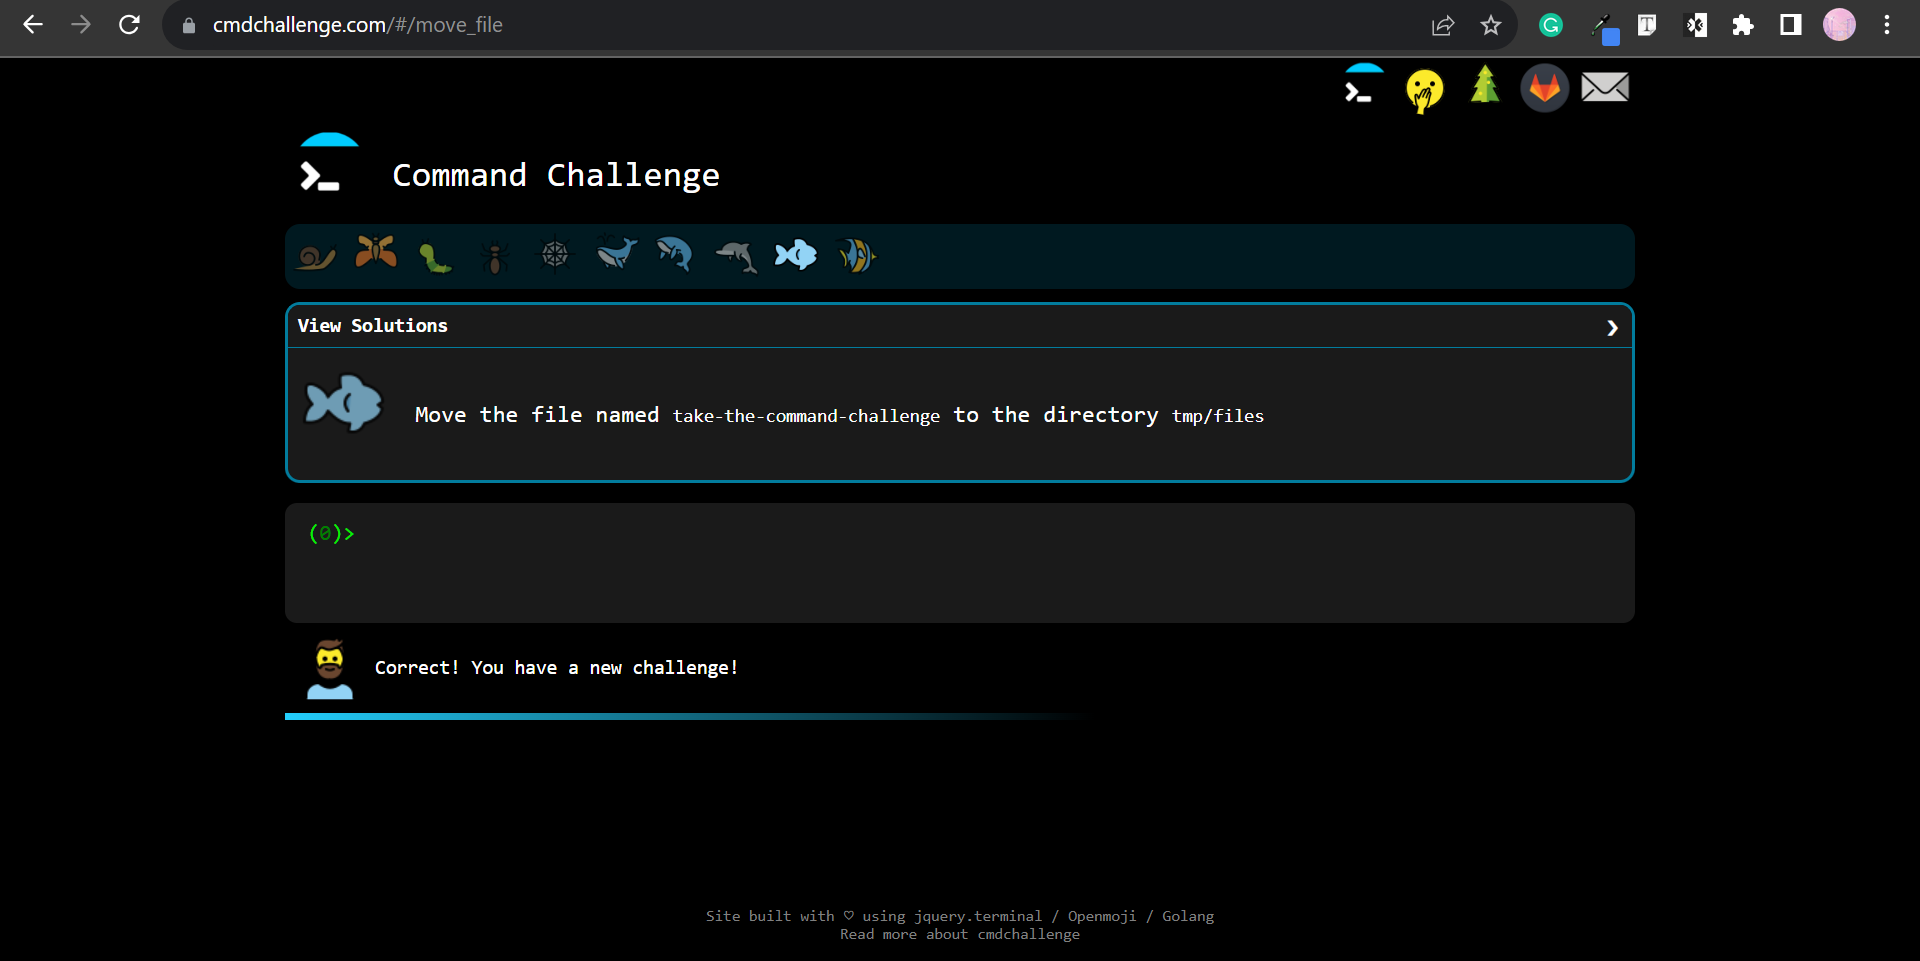 cmdchallenge.com/#/move_file
Command Challenge
View Solutions
Move the file named take-the-command-challenge to the directory tmp/files
(0)>
Correct! You have a new challenge!
Site built with ♡ using jquery.terminal / Openmoji / Golang
Read more about cmdchallenge